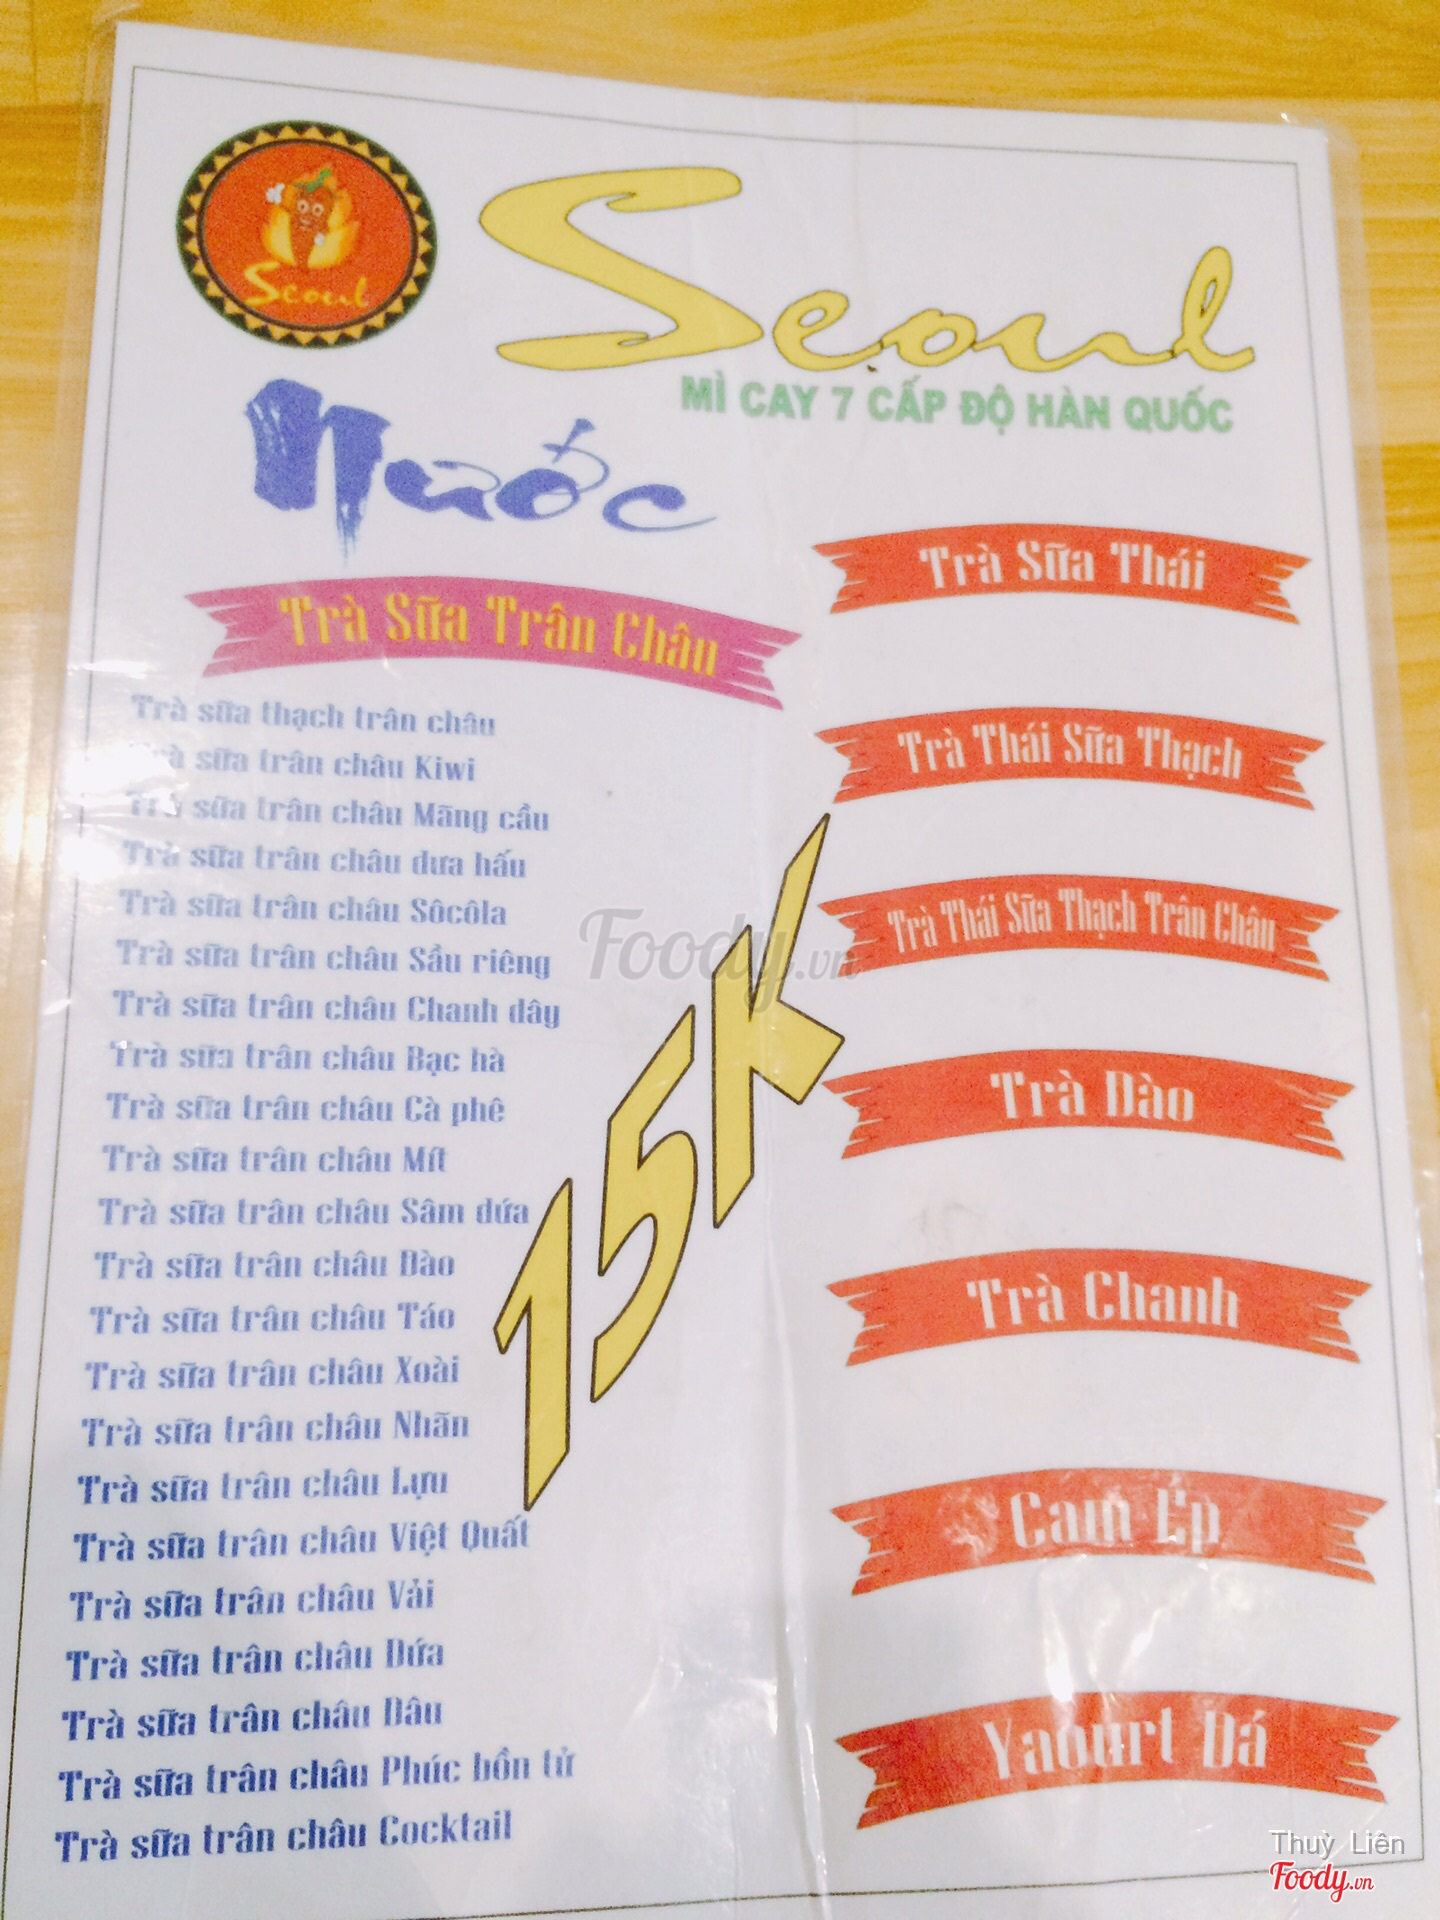 Seoul
Seoul
MÌ CAY 7 CẤP ĐỘ HÀN QUỐC
Nước
Trà Sữa Trân Châu
Trà sữa thạch trân châu
Trà sữa trân châu Kiwi
Trà sữa trân châu Mãng cầu
Trà sữa trân châu dưa hấu
Trà sữa trân châu Sôcôla
Trà sữa trân châu Sầu riêng
Trà sữa trân châu Chanh dây
Trà sữa trân châu Bạc hà
Trà sữa trân châu Cà phê
Trà sữa trân châu Mít
Trà sữa trân châu Sâm dứa
Trà sữa trân châu Đào
Trà sữa trân châu Táo
Trà sữa trân châu Xoài
Trà sữa trân châu Nhãn
Trà sữa trân châu Lựu
Trà sữa trân châu Việt Quất
Trà sữa trân châu Vải
Trà sữa trân châu Dứa
Trà sữa trân châu Dâu
Trà sữa trân châu Phúc bồn tử
Trà sữa trân châu Cocktail
15K
Trà Sữa Thái
Trà Thái Sữa Thạch
Trà Thái Sữa Thạch Trân Châu
Trà Đào
Trà Chanh
Cam Ép
Yaourt Đá
Foody.vn
Thuỳ Liên
Foody.vn